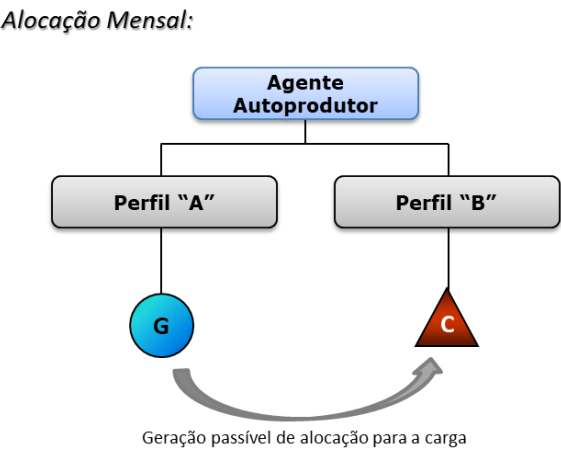 Alocação Mensal:
Agente
Autoprodutor
Perfil “A”
Perfil “B”
G
C
Geração passível de alocação para a carga